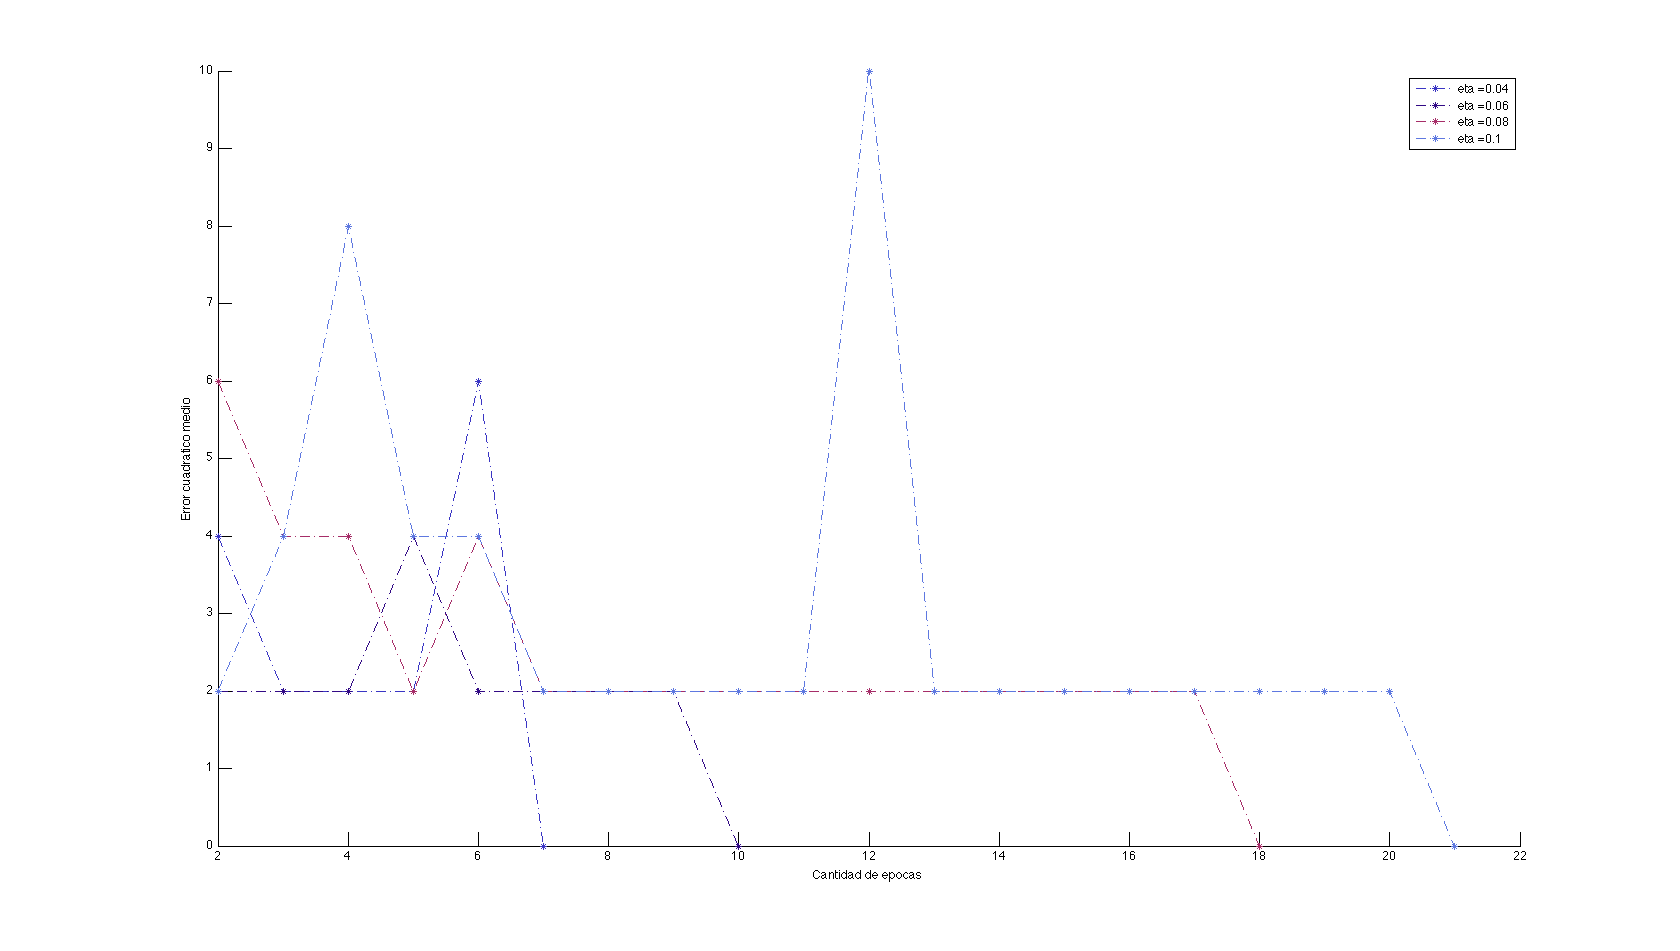 10
9
8
7
6
5
4
3
2
1
0
Error cuadratico medio
2 4 6 8 10 12 14 16 18 20 22
Cantidad de epocas
eta =0.04
eta =0.06
eta =0.08
eta =0.1